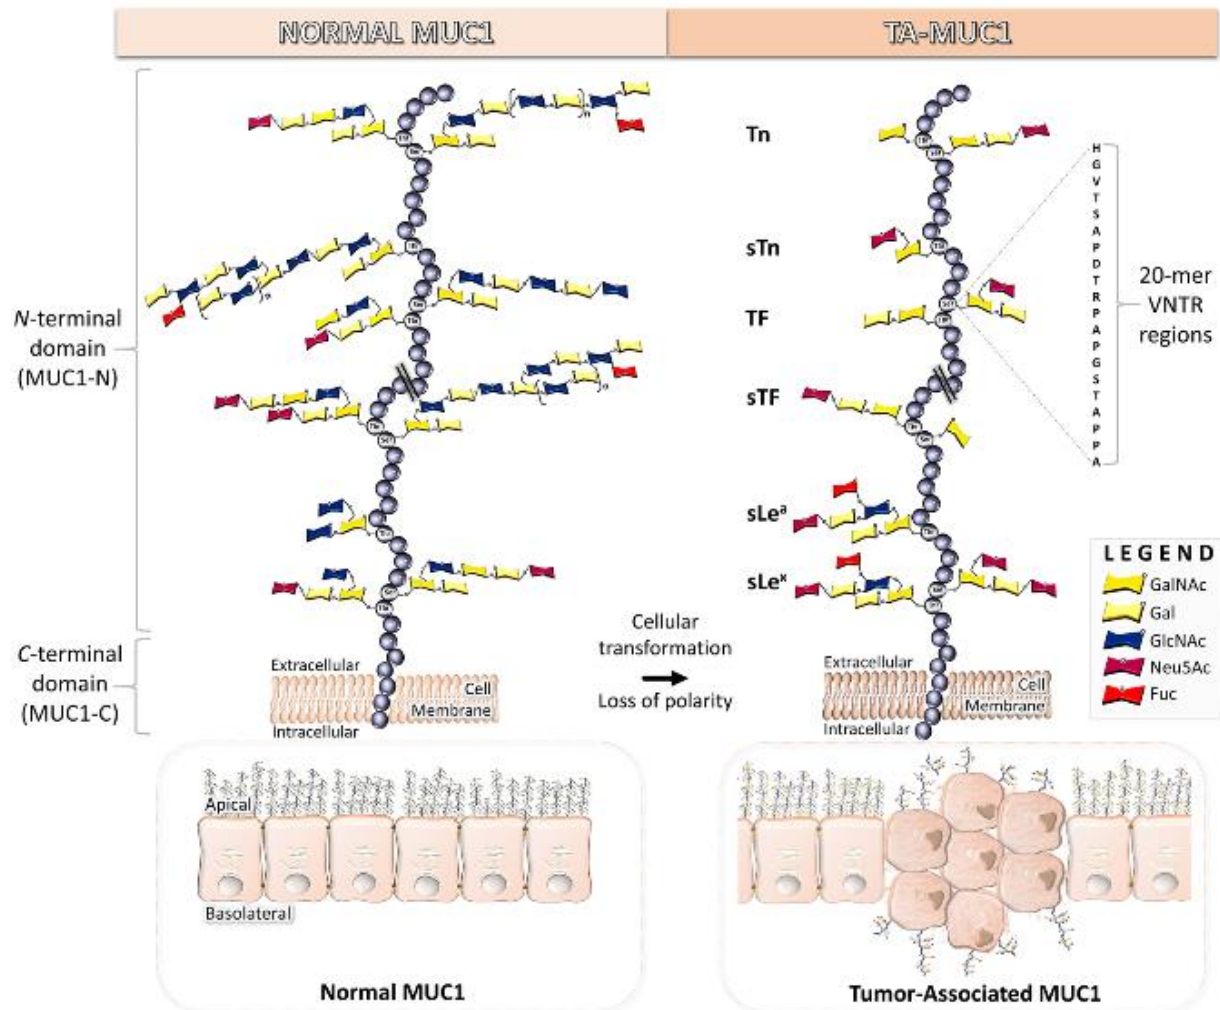 NORMAL MUC1
TA-MUC1
N-terminal
domain
(MUC1-N)
C-terminal
domain
(MUC1-C)
Extracellular
Cell
Membrane
Intracellular
Cellular
transformation
Loss of polarity
Tn
sTn
TF
sTF
sLeᵃ
sLeˣ
Extracellular
Cell
Membrane
Intracellular
H
G
V
T
S
A
P
D
T
R
P
A
P
G
S
T
A
P
P
A
20-mer
VNTR
regions
LEGEND
GalNAc
Gal
GlcNAc
Neu5Ac
Fuc
Apical
Basolateral
Normal MUC1
Tumor-Associated MUC1